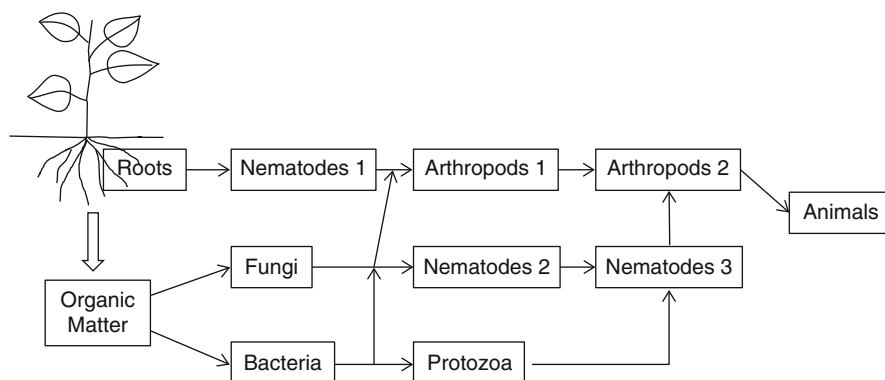 Roots
Nematodes 1
Arthropods 1
Arthropods 2
Animals
Fungi
Nematodes 2
Nematodes 3
Organic
Matter
Bacteria
Protozoa